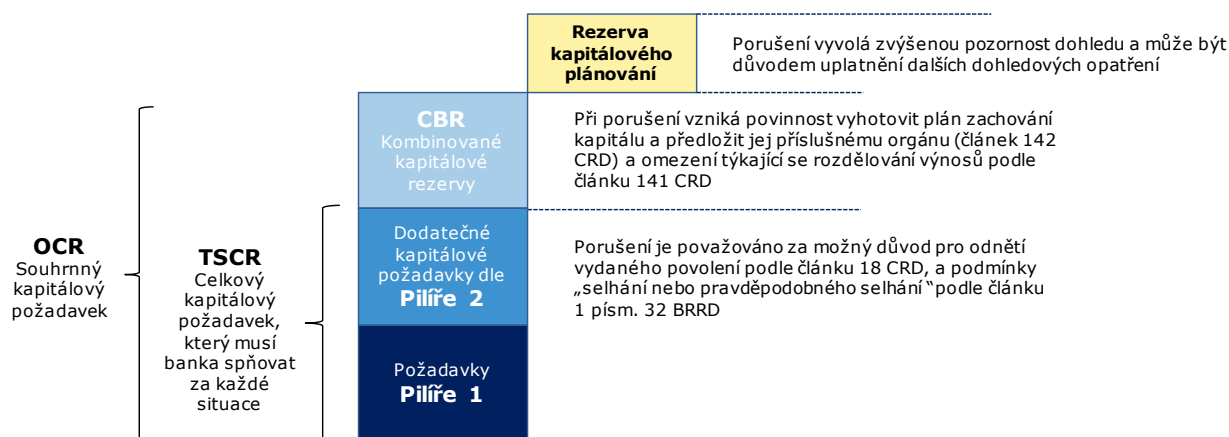 Rezerva
kapitálového
plánování
Porušení vyvolá zvýšenou pozornost dohledu a může být
důvodem uplatnění dalších dohledových opatření
CBR
Kombinované
kapitálové
rezervy
Při porušení vzniká povinnost vyhotovit plán zachování
kapitálu a předložit jej příslušnému orgánu (článek 142
CRD) a omezení týkající se rozdělování výnosů podle
článku 141 CRD
OCR
Souhrnný
kapitálový
požadavek
TSCR
Celkový
kapitálový
požadavek,
který musí
banka spňovat
za každé
situace
Dodatečné
kapitálové
požadavky dle
Pilíře 2
Porušení je považováno za možný důvod pro odnětí
vydaného povolení podle článku 18 CRD, a podmínky
„selhání nebo pravděpodobného selhání “podle článku
1 písm. 32 BRRD
Požadavky
Pilíře 1